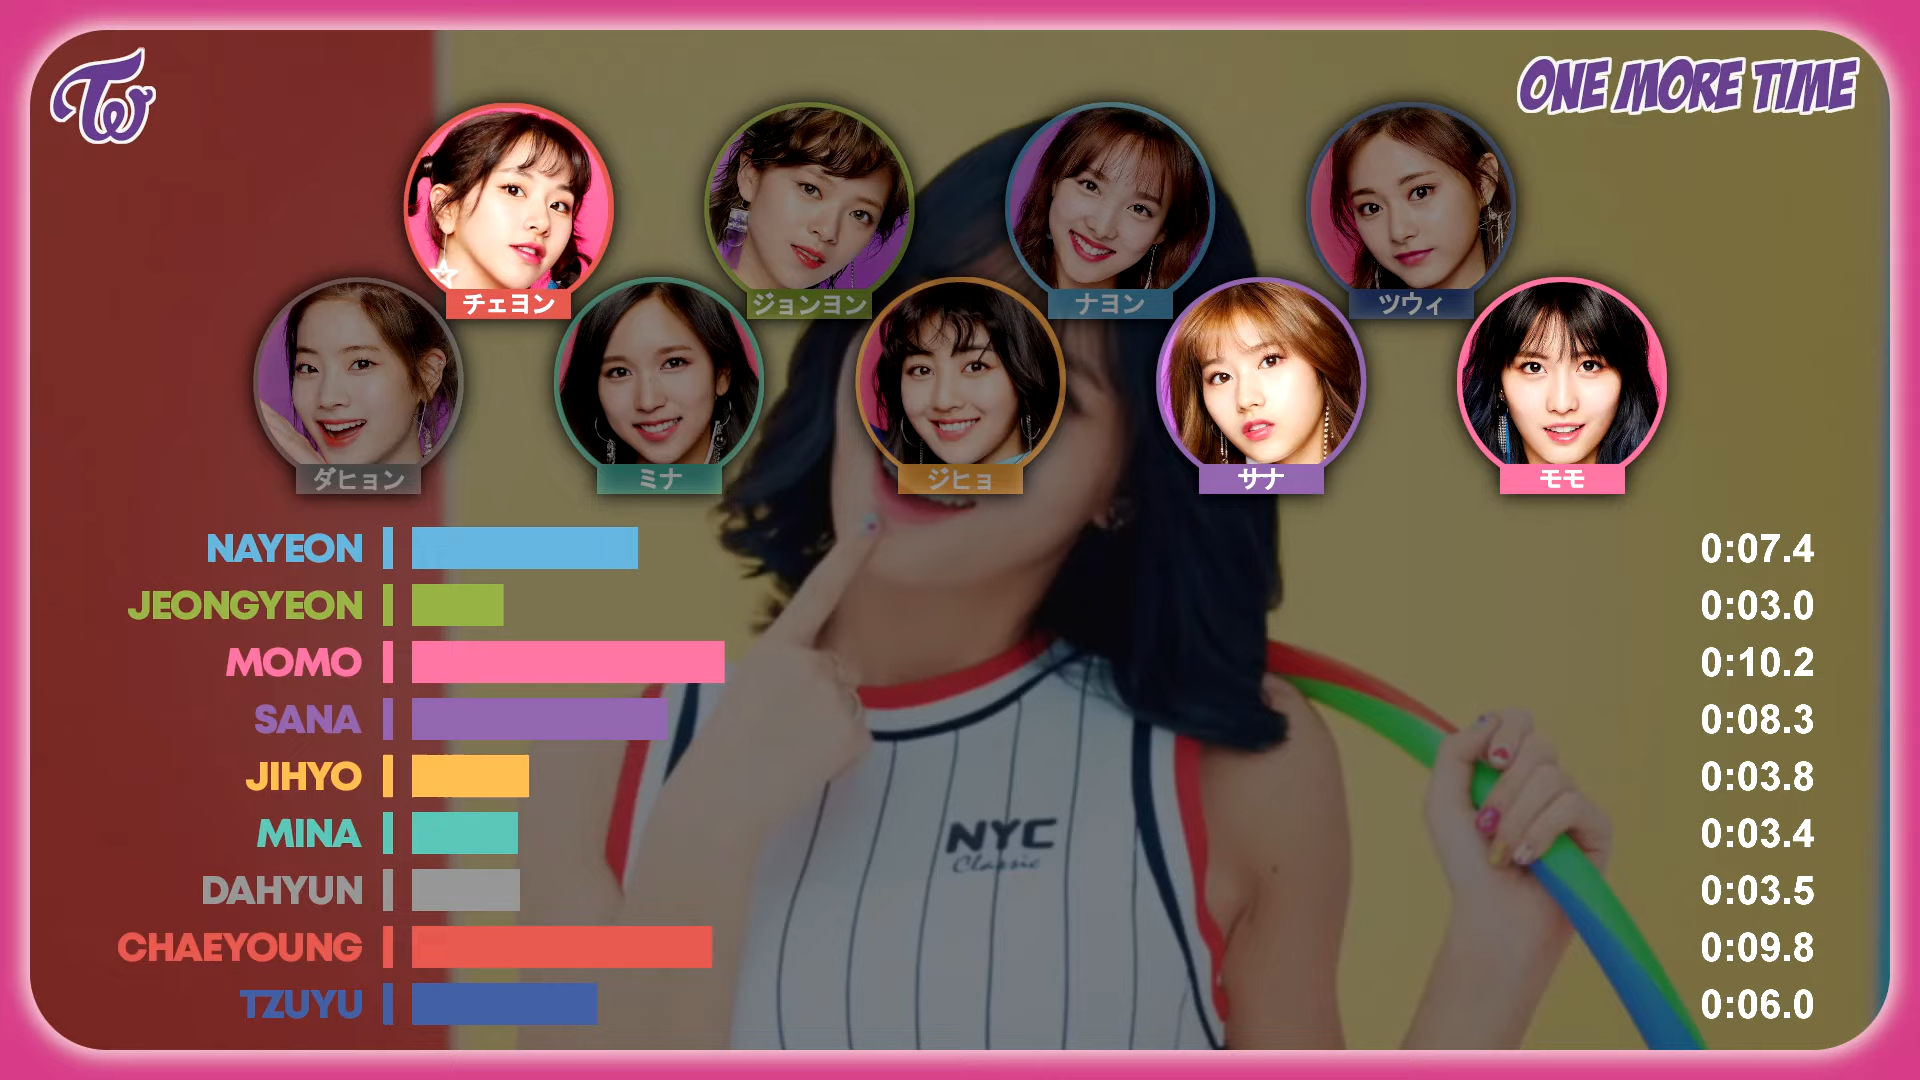 TW
ONE MORE TIME
チェヨン
ジョンヨン
ナヨン
ツウィ
ダヒョン
ミナ
ジヒョ
サナ
モモ
NAYEON 0:07.4
JEONGYEON 0:03.0
MOMO 0:10.2
SANA 0:08.3
JIHYO 0:03.8
MINA 0:03.4
DAHYUN 0:03.5
CHAEYOUNG 0:09.8
TZUYU 0:06.0
NYC
Classic